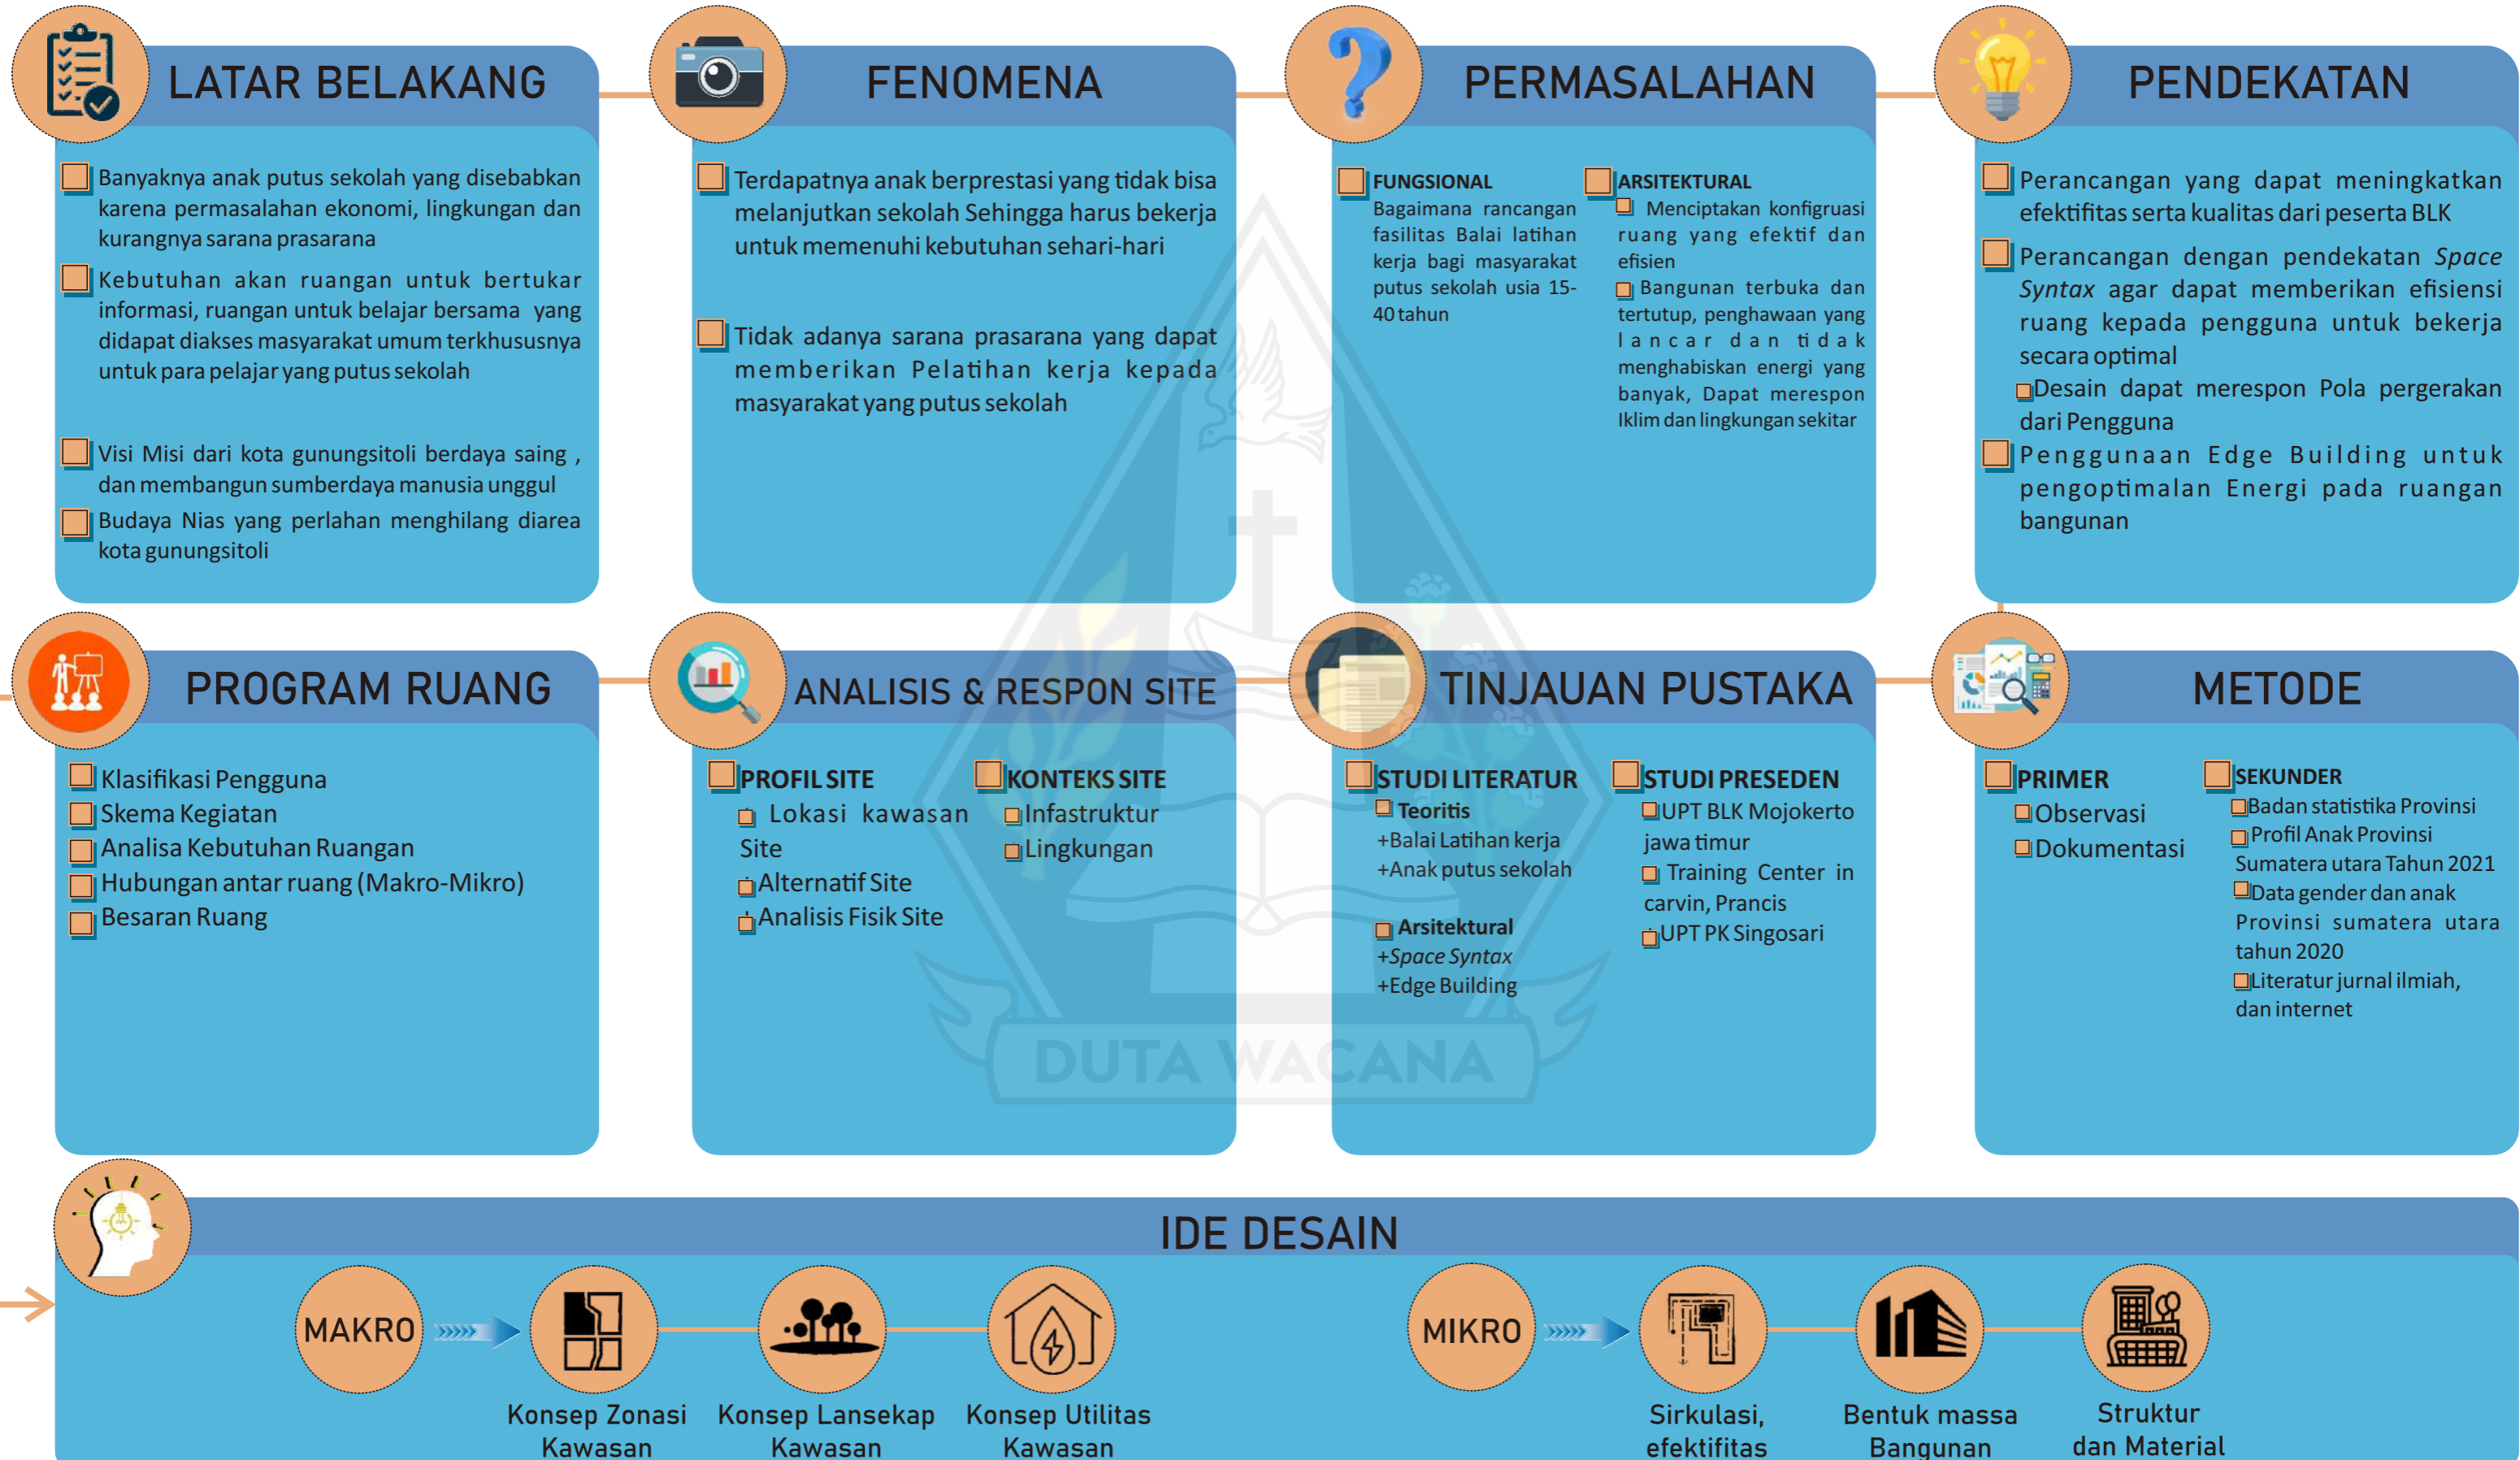 LATAR BELAKANG
Banyaknya anak putus sekolah yang disebabkan
karena permasalahan ekonomi, lingkungan dan
kurangnya sarana prasarana
Kebutuhan akan ruangan untuk bertukar
informasi, ruangan untuk belajar bersama yang
didapat diakses masyarakat umum terkhususnya
untuk para pelajar yang putus sekolah
Visi Misi dari kota gunungsitoli berdaya saing ,
dan membangun sumberdaya manusia unggul
Budaya Nias yang perlahan menghilang diarea
kota gunungsitoli
FENOMENA
Terdapatnya anak berprestasi yang tidak bisa
melanjutkan sekolah Sehingga harus bekerja
untuk memenuhi kebutuhan sehari-hari
Tidak adanya sarana prasarana yang dapat
memberikan Pelatihan kerja kepada
masyarakat yang putus sekolah
PERMASALAHAN
FUNGSIONAL
Bagaimana rancangan
fasilitas Balai latihan
kerja bagi masyarakat
putus sekolah usia 15-
40 tahun
ARSITEKTURAL
Menciptakan konfigruasi
ruang yang efektif dan
efisien
Bangunan terbuka dan
tertutup, penghawaan yang
lancar dan tidak
menghabiskan energi yang
banyak, Dapat merespon
Iklim dan lingkungan sekitar
PENDEKATAN
Perancangan yang dapat meningkatkan
efektifitas serta kualitas dari peserta BLK
Perancangan dengan pendekatan Space
Syntax agar dapat memberikan efisiensi
ruang kepada pengguna untuk bekerja
secara optimal
Desain dapat merespon Pola pergerakan
dari Pengguna
Penggunaan Edge Building untuk
pengoptimalan Energi pada ruangan
bangunan
PROGRAM RUANG
Klasifikasi Pengguna
Skema Kegiatan
Analisa Kebutuhan Ruangan
Hubungan antar ruang (Makro-Mikro)
Besaran Ruang
ANALISIS & RESPON SITE
PROFIL SITE
Lokasi kawasan
Site
Alternatif Site
Analisis Fisik Site
KONTEKS SITE
Infastruktur
Lingkungan
TINJAUAN PUSTAKA
STUDI LITERATUR
Teoritis
+Balai Latihan kerja
+Anak putus sekolah
Arsitektural
+Space Syntax
+Edge Building
STUDI PRESEDEN
UPT BLK Mojokerto
jawa timur
Training Center in
carvin, Prancis
UPT PK Singosari
METODE
PRIMER
Observasi
Dokumentasi
SEKUNDER
Badan statistika Provinsi
Profil Anak Provinsi
Sumatera utara Tahun 2021
Data gender dan anak
Provinsi sumatera utara
tahun 2020
Literatur jurnal ilmiah,
dan internet
DUTA WACANA
IDE DESAIN
MAKRO
Konsep Zonasi
Kawasan
Konsep Lansekap
Kawasan
Konsep Utilitas
Kawasan
MIKRO
Sirkulasi,
efektifitas
Bentuk massa
Bangunan
Struktur
dan Material